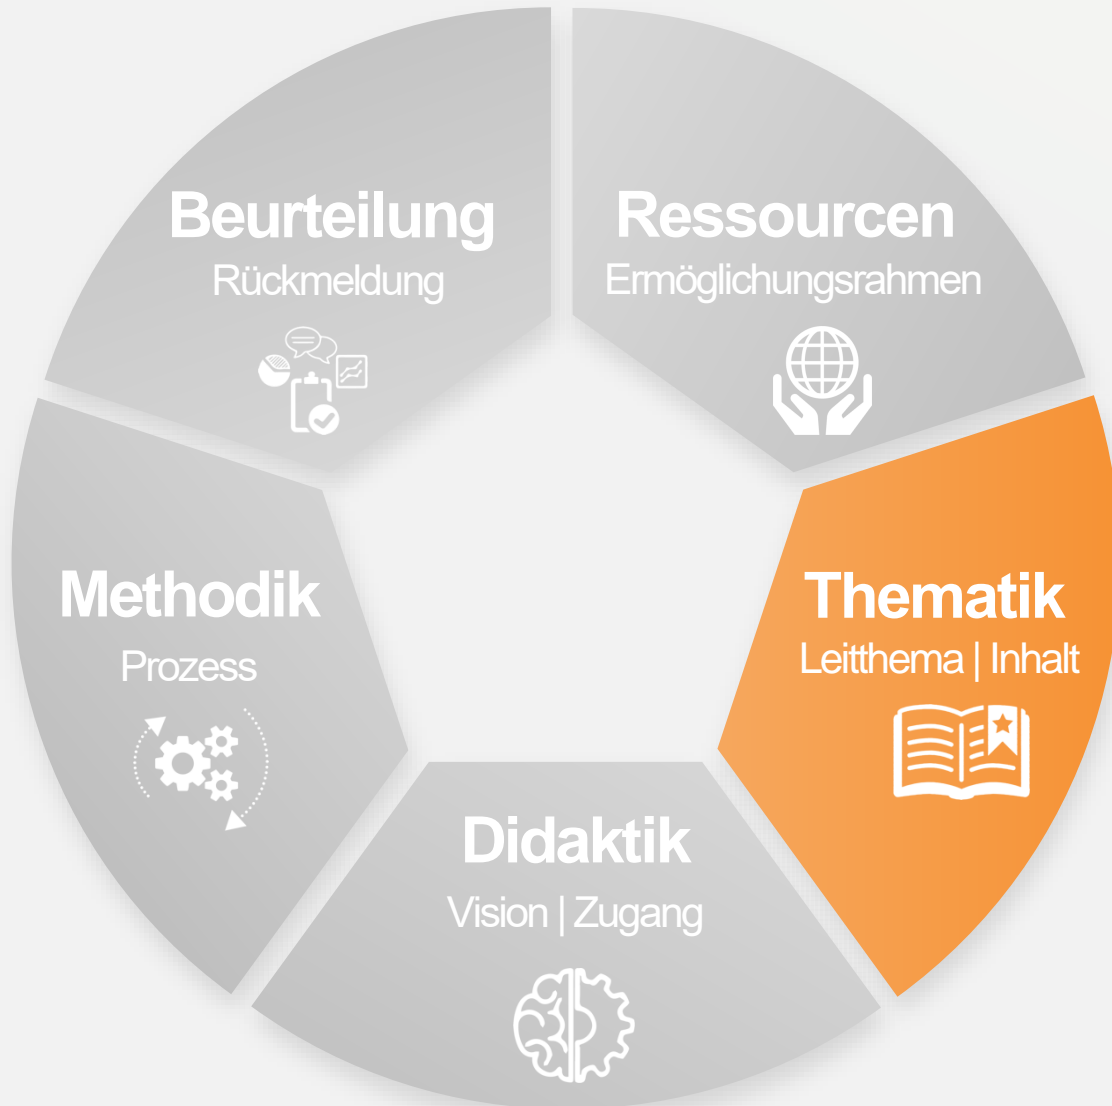 Beurteilung
Rückmeldung
Ressourcen
Ermöglichungsrahmen
Methodik
Prozess
Thematik
Leitthema | Inhalt
Didaktik
Vision | Zugang